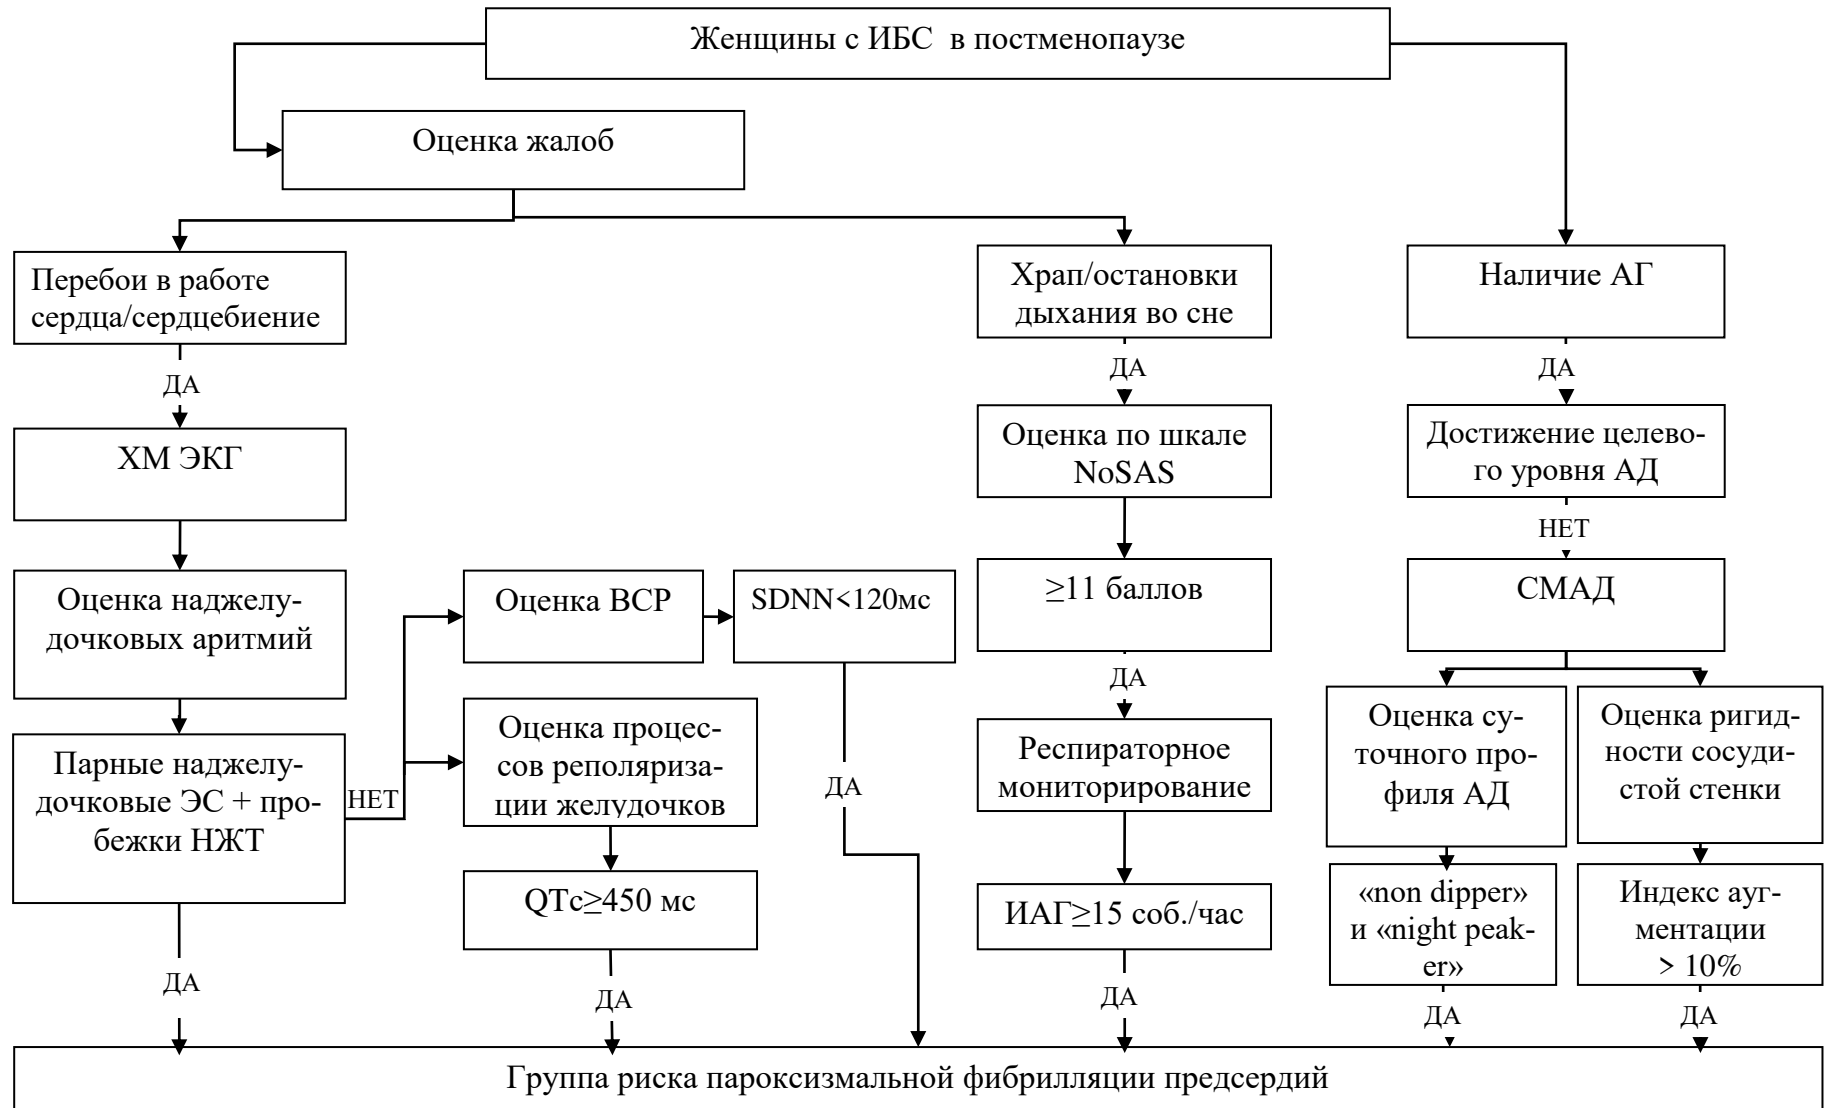 Женщины с ИБС в постменопаузе
Оценка жалоб
Перебои в работе
сердца/сердцебиение
ДА
ХМ ЭКГ
Оценка наджелу-
дочковых аритмий
Парные наджелу-
дочковые ЭС + про-
бежки НЖТ
ДА
НЕТ
Оценка ВСР
SDNN<120мс
ДА
Оценка процес-
сов реполяриза-
ции желудочков
QTc≥450 мс
ДА
Храп/остановки
дыхания во сне
ДА
Оценка по шкале
NoSAS
≥11 баллов
ДА
Респираторное
мониторирование
ИАГ≥15 соб./час
ДА
Наличие АГ
ДА
Достижение целево-
го уровня АД
НЕТ
СМАД
Оценка су-
точного про-
филя АД
«non dipper»
и «night peak-
er»
ДА
Оценка ригид-
ности сосуди-
стой стенки
Индекс ауг-
ментации
> 10%
ДА
Группа риска пароксизмальной фибрилляции предсердий